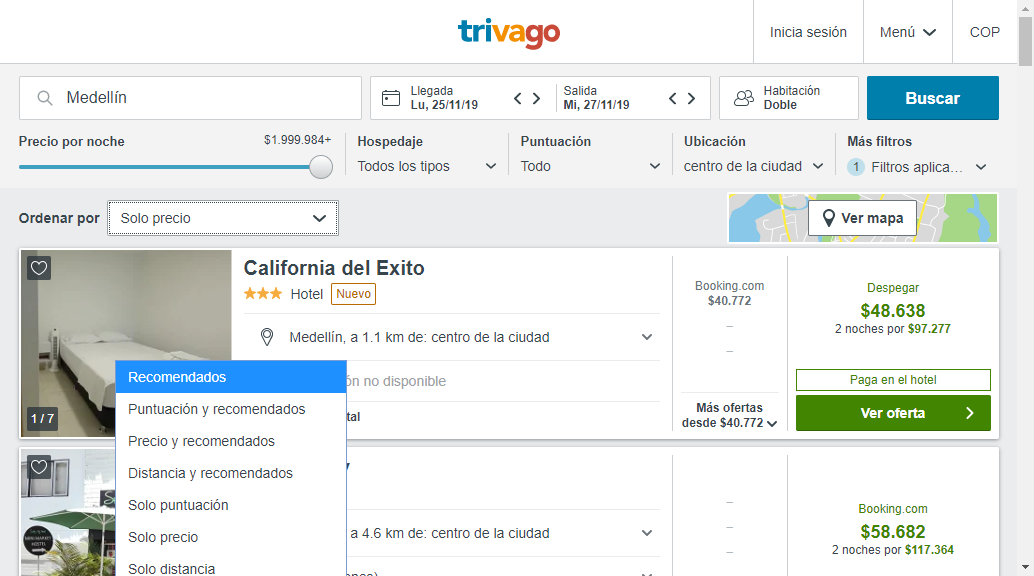 trivago
Inicia sesión
Menú
COP
Medellín
Llegada
Lu, 25/11/19
Salida
Mi, 27/11/19
Habitación
Doble
Buscar
Precio por noche
$1.999.984+
Hospedaje
Todos los tipos
Puntuación
Todo
Ubicación
centro de la ciudad
Más filtros
1 Filtros aplica...
Ordenar por
Solo precio
Ver mapa
California del Exito
Hotel
Nuevo
Medellín, a 1.1 km de: centro de la ciudad
ón no disponible
tal
1 / 7
Booking.com
$40.772
Más ofertas
desde $40.772
Despegar
$48.638
2 noches por $97.277
Paga en el hotel
Ver oferta
Recomendados
Puntuación y recomendados
Precio y recomendados
Distancia y recomendados
Solo puntuación
Solo precio
Solo distancia
a 4.6 km de: centro de la ciudad
Booking.com
$58.682
2 noches por $117.364